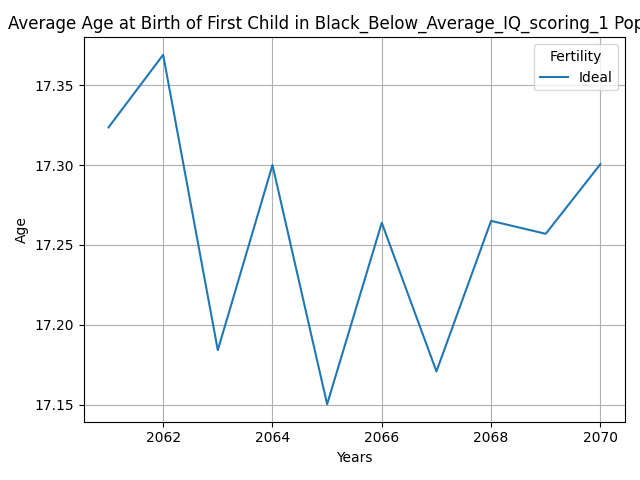 Average Age at Birth of First Child in Black_Below_Average_IQ_scoring_1 Pop
Fertility
Ideal
17.35
17.30
17.25
17.20
17.15
Age
2062 2064 2066 2068 2070
Years